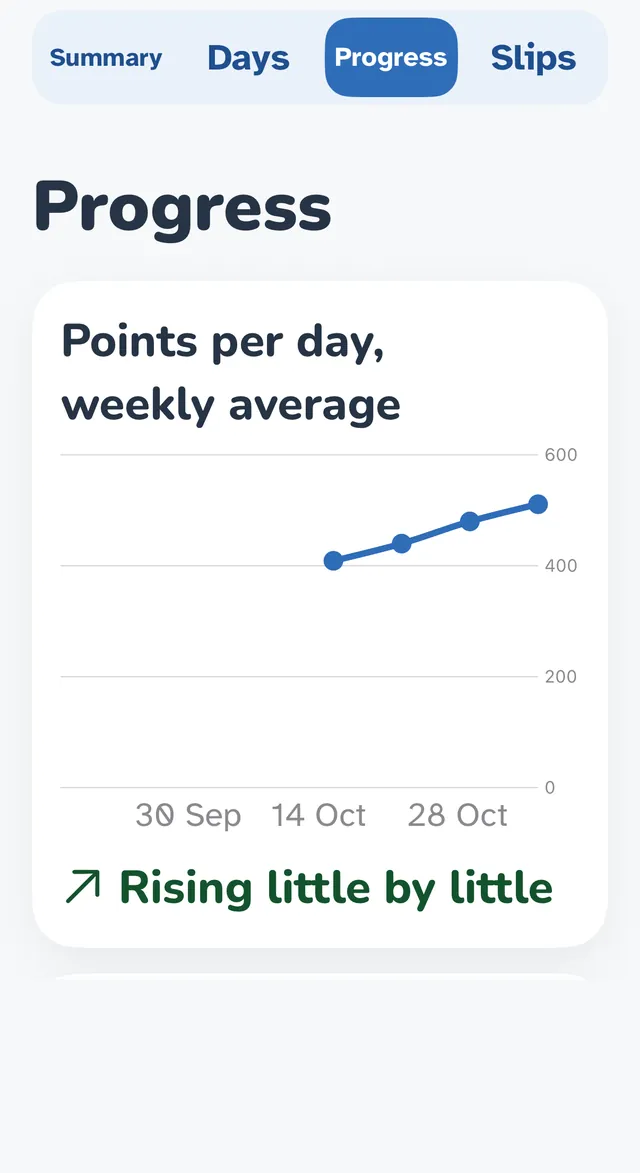 Summary Days Progress Slips
Progress
Points per day,
weekly average
600
400
200
0
30 Sep 14 Oct 28 Oct
Rising little by little